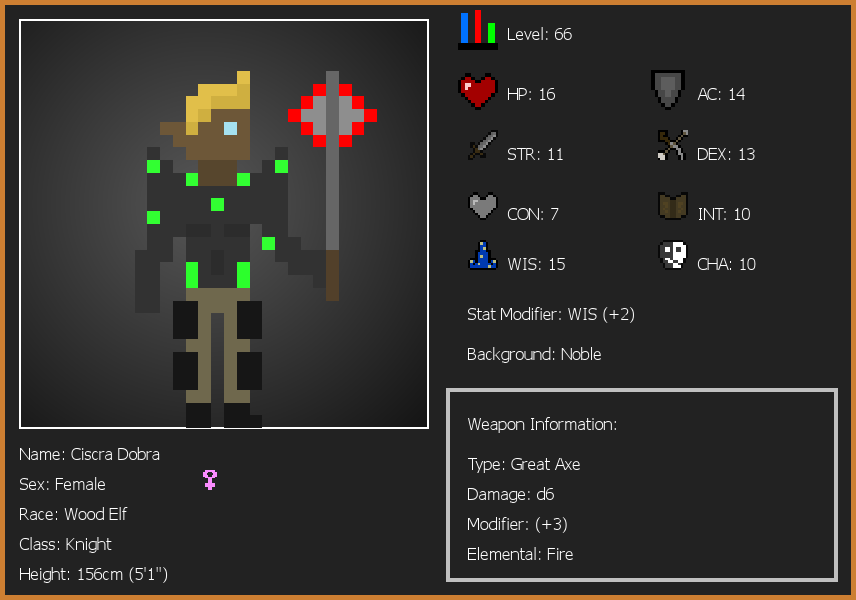 Level: 66
HP: 16
AC: 14
STR: 11
DEX: 13
CON: 7
INT: 10
WIS: 15
CHA: 10
Stat Modifier: WIS (+2)
Background: Noble
Weapon Information:
Type: Great Axe
Damage: d6
Modifier: (+3)
Elemental: Fire
Name: Ciscra Dobra
Sex: Female
Race: Wood Elf
Class: Knight
Height: 156cm (5'1")